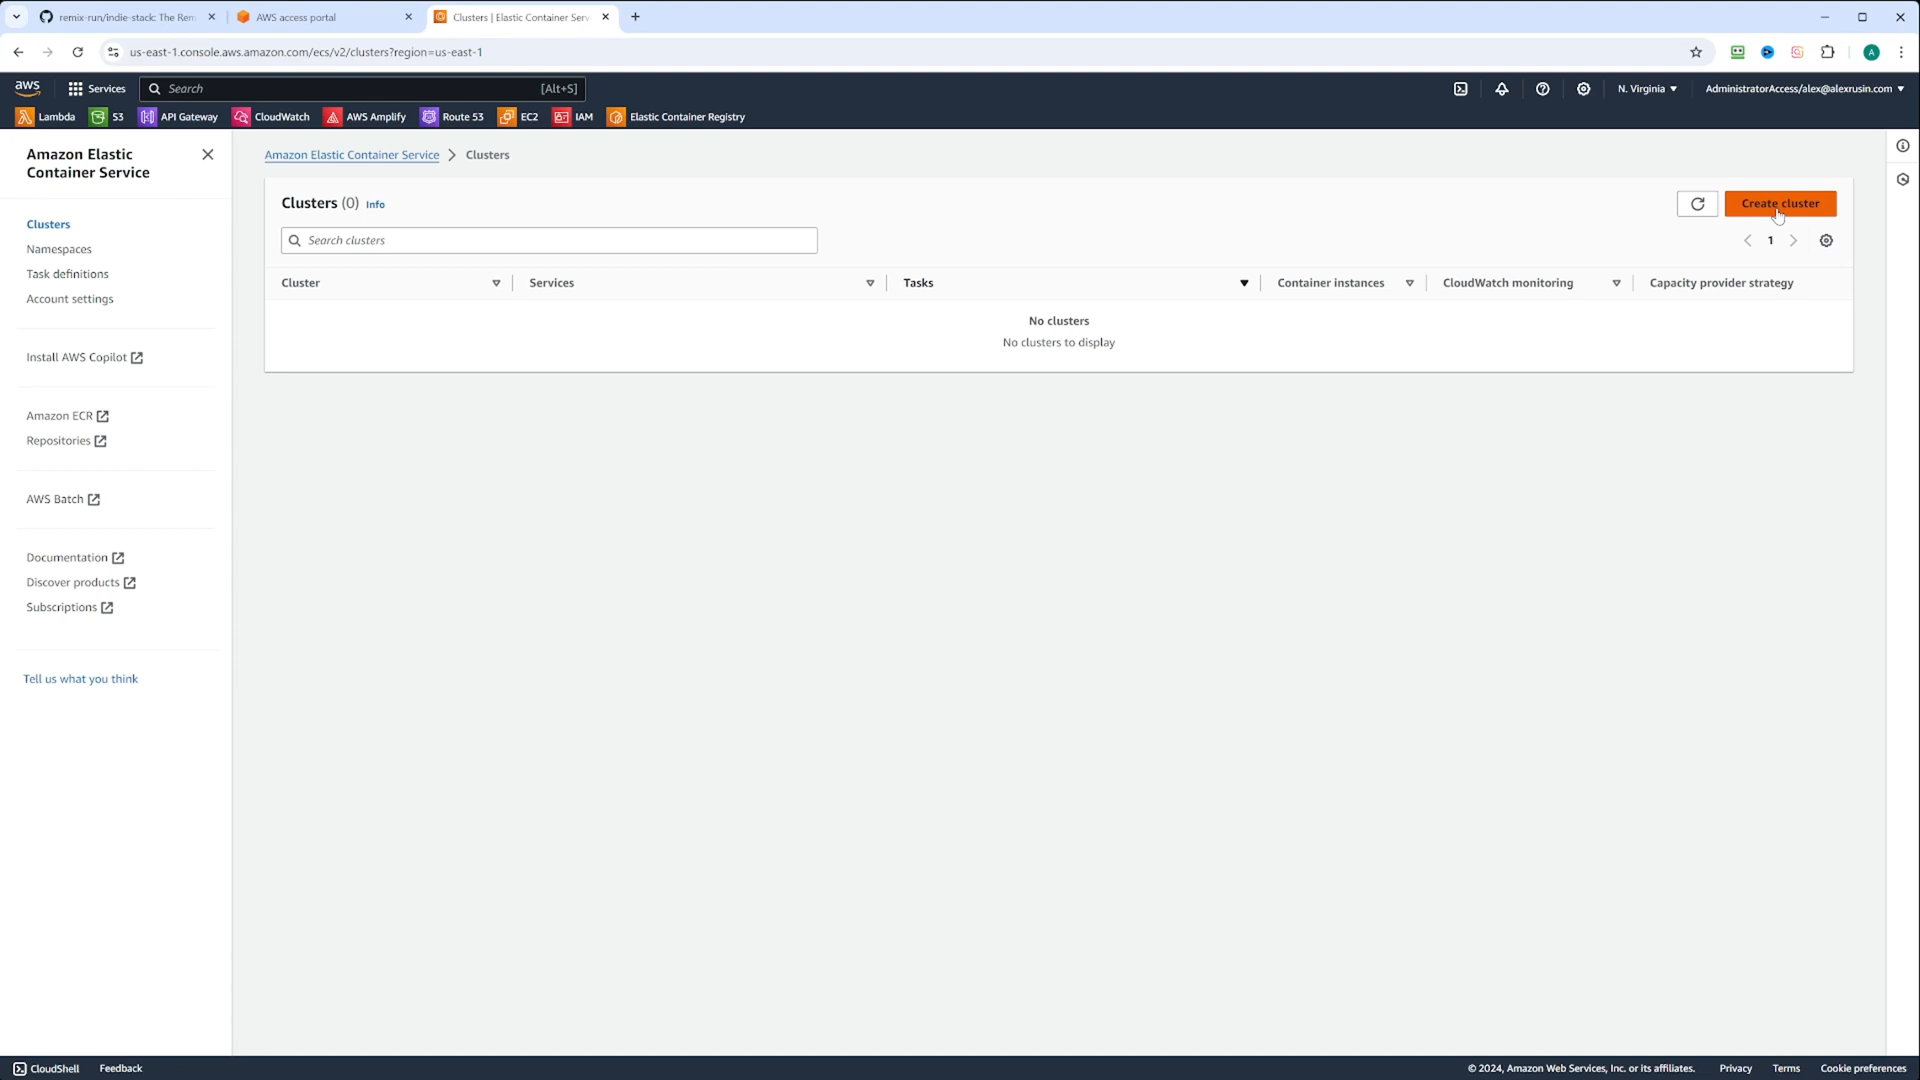 remix-run/indie-stack: The Rem
AWS access portal
Clusters | Elastic Container Serv
us-east-1.console.aws.amazon.com/ecs/v2/clusters?region=us-east-1
A
aws
Services
Search
[Alt+S]
N. Virginia
AdministratorAccess/alex@alexrusin.com
Lambda
S3
API Gateway
CloudWatch
AWS Amplify
Route 53
EC2
IAM
Elastic Container Registry
Amazon Elastic
Container Service
Clusters
Namespaces
Task definitions
Account settings
Install AWS Copilot
Amazon ECR
Repositories
AWS Batch
Documentation
Discover products
Subscriptions
Tell us what you think
Amazon Elastic Container Service > Clusters
Clusters (0) Info
Create cluster
Search clusters
1
Cluster
Services
Tasks
Container instances
CloudWatch monitoring
Capacity provider strategy
No clusters
No clusters to display
CloudShell
Feedback
© 2024, Amazon Web Services, Inc. or its affiliates.
Privacy
Terms
Cookie preferences